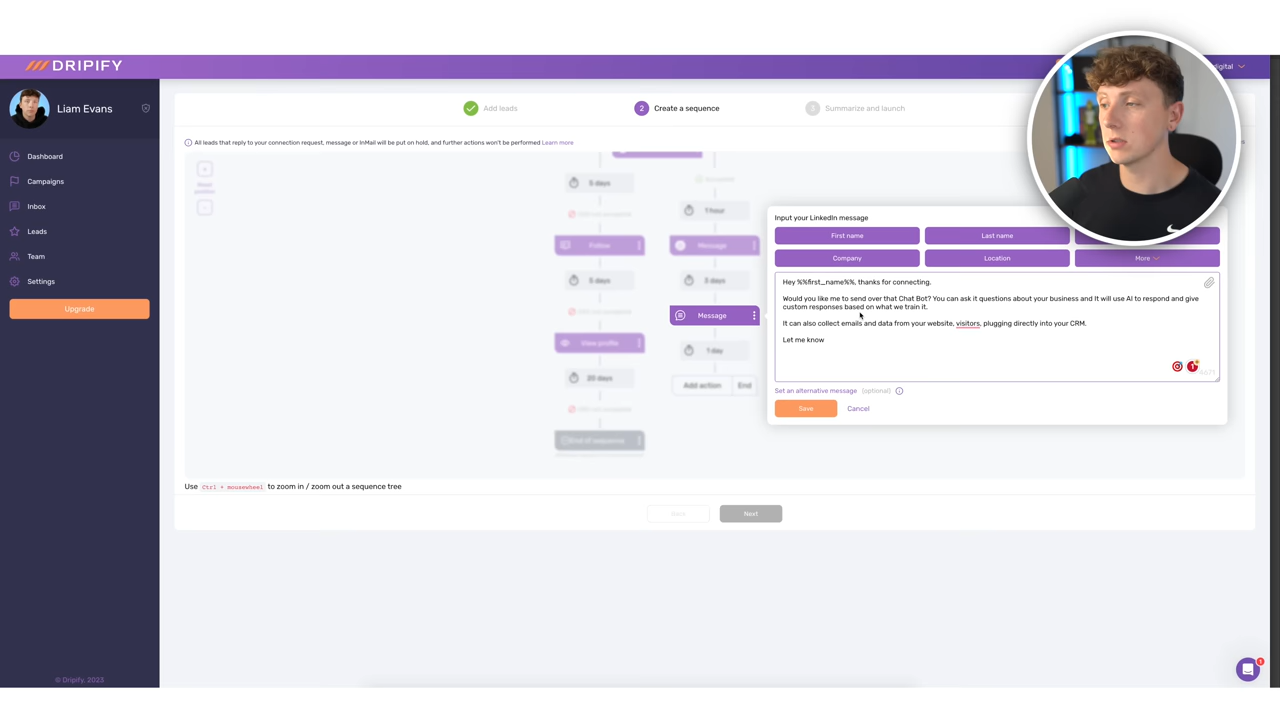 DRIPIFY
digital
Liam Evans
Dashboard
Campaigns
Inbox
Leads
Team
Settings
Upgrade
© Dripify, 2023
Add leads
2 Create a sequence
3 Summarize and launch
All leads that reply to your connection request, message or InMail will be put on hold, and further actions won't be performed Learn more
5 days
1 hour
Follow
Message
5 days
3 days
Message
View profile
1 day
20 days
Add action
End
End of sequence
Input your LinkedIn message
First name
Last name
Company
Location
More
Hey %%first_name%%, thanks for connecting.
Would you like me to send over that Chat Bot? You can ask it questions about your business and It will use AI to respond and give
custom responses based on what we train it.
It can also collect emails and data from your website, visitors, plugging directly into your CRM.
Let me know
1
Set an alternative message (optional)
Save
Cancel
Use Ctrl + mousewheel to zoom in / zoom out a sequence tree
Back
Next
1